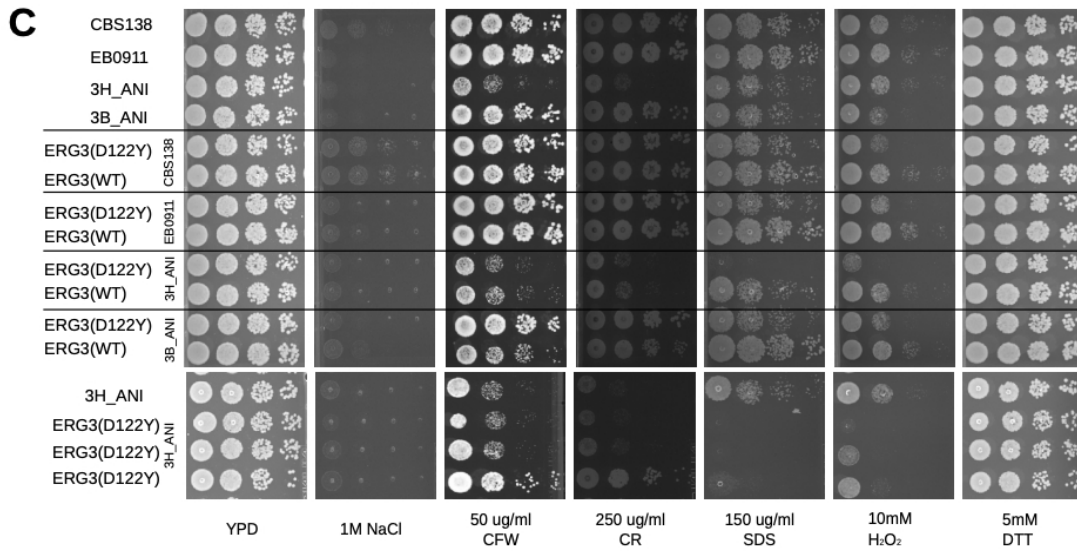 C
CBS138
EB0911
3H_ANI
3B_ANI
ERG3(D122Y)
ERG3(WT)
CBS138
ERG3(D122Y)
ERG3(WT)
EB0911
ERG3(D122Y)
ERG3(WT)
3H_ANI
ERG3(D122Y)
ERG3(WT)
3B_ANI
3H_ANI
ERG3(D122Y)
ERG3(D122Y)
ERG3(D122Y)
3H_ANI
YPD
1M NaCl
50 ug/ml
CFW
250 ug/ml
CR
150 ug/ml
SDS
10mM
H₂O₂
5mM
DTT